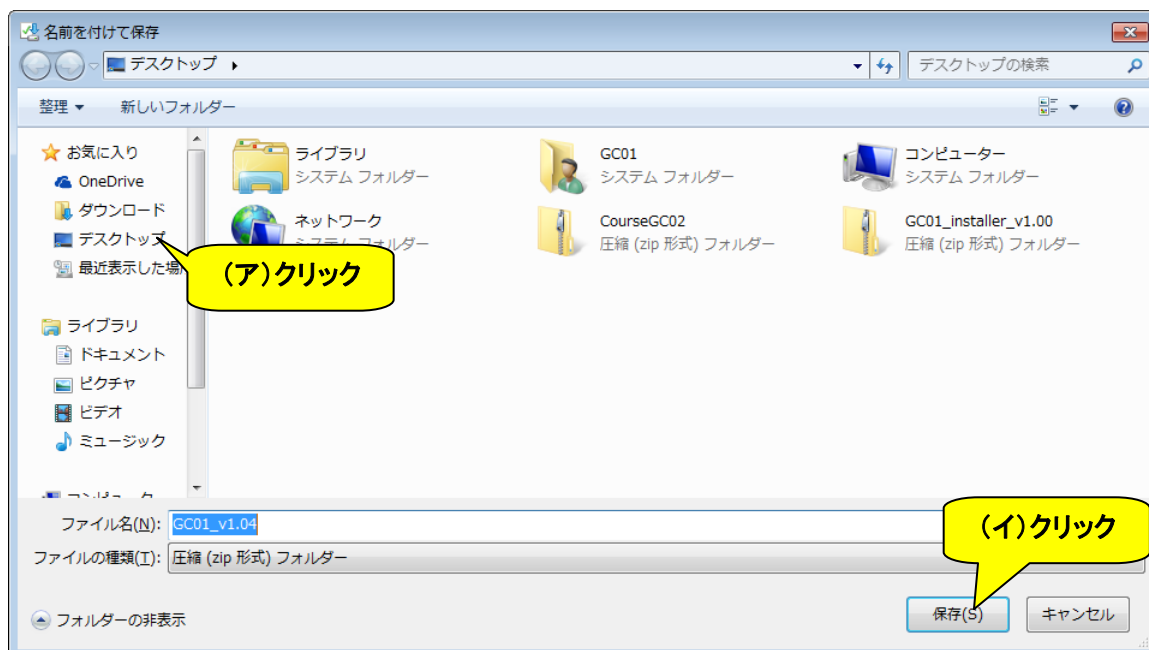 名前を付けて保存
デスクトップ
デスクトップの検索
整理 新しいフォルダー
お気に入り
OneDrive
ダウンロード
デスクトップ
最近表示した場
ライブラリ
ドキュメント
ピクチャ
ビデオ
ミュージック
ライブラリ
システム フォルダー
GC01
システム フォルダー
コンピューター
システム フォルダー
ネットワーク
システム フォルダー
CourseGC02
圧縮 (zip 形式) フォルダー
GC01_installer_v1.00
圧縮 (zip 形式) フォルダー
(ア)クリック
ファイル名(N): GC01_v1.04
ファイルの種類(T): 圧縮 (zip 形式) フォルダー
(イ)クリック
フォルダーの非表示
保存(S)
キャンセル